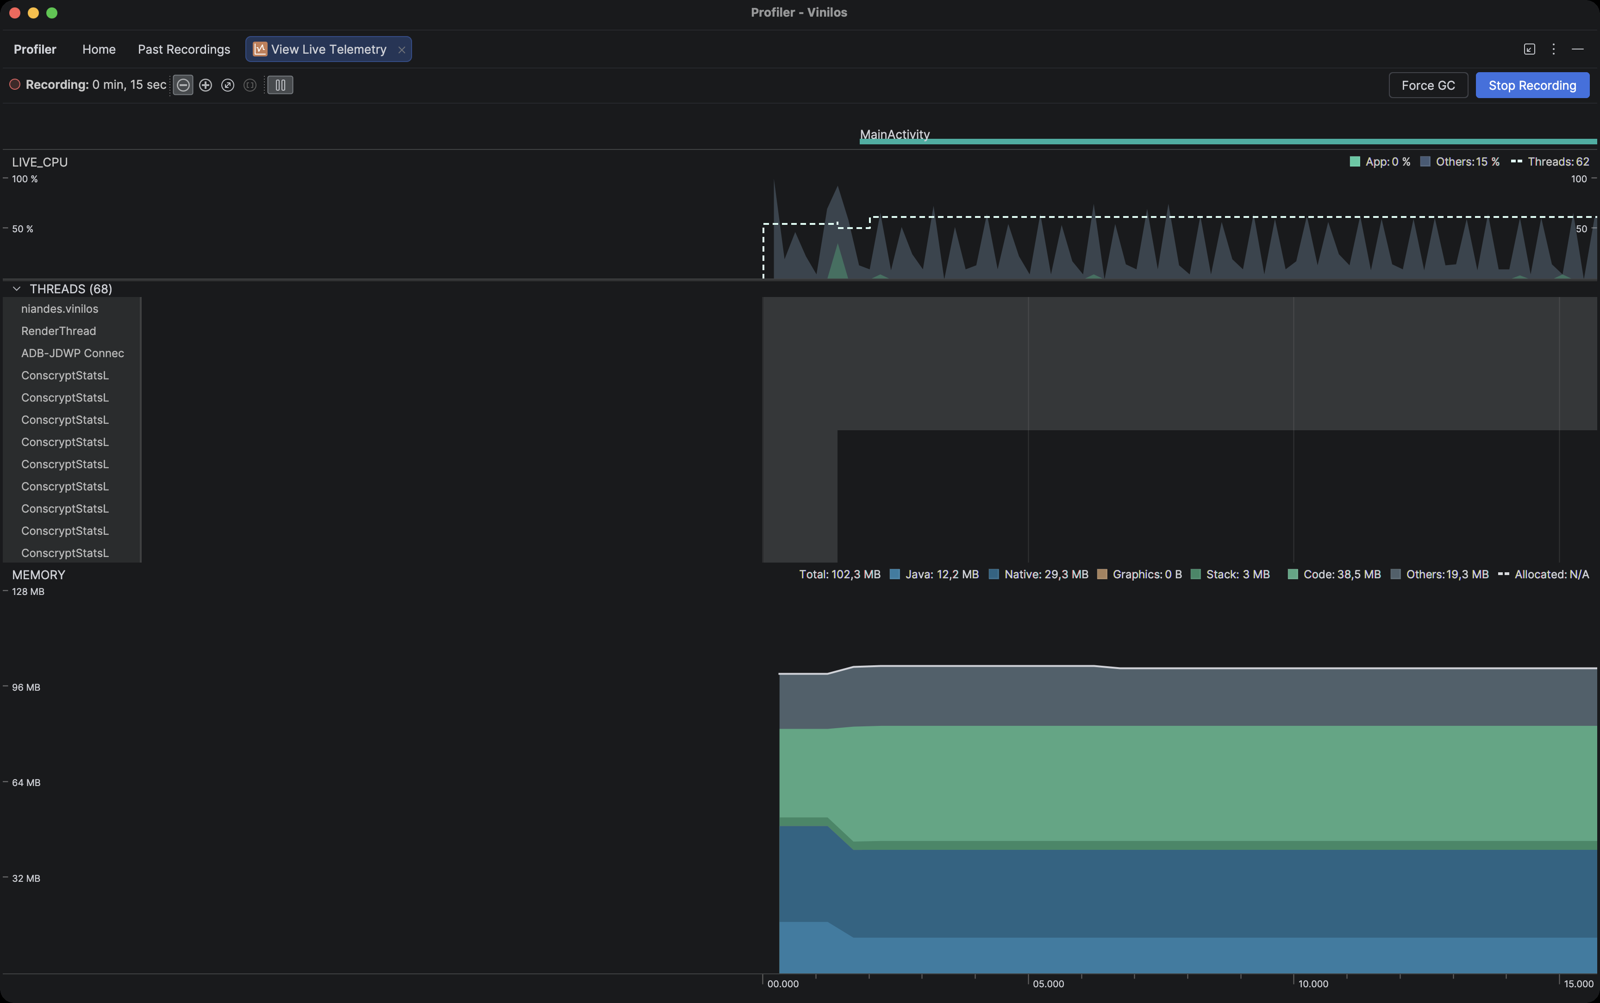 Profiler - Vinilos
Profiler Home Past Recordings View Live Telemetry
Recording: 0 min, 15 sec Force GC Stop Recording
MainActivity
LIVE_CPU App: 0 % Others: 15 % Threads: 62
100 % 100
50 % 50
THREADS (68)
niandes.vinilos
RenderThread
ADB-JDWP Connec
ConscryptStatsL
ConscryptStatsL
ConscryptStatsL
ConscryptStatsL
ConscryptStatsL
ConscryptStatsL
ConscryptStatsL
ConscryptStatsL
ConscryptStatsL
MEMORY Total: 102,3 MB Java: 12,2 MB Native: 29,3 MB Graphics: 0 B Stack: 3 MB Code: 38,5 MB Others: 19,3 MB Allocated: N/A
128 MB
96 MB
64 MB
32 MB
00.000 05.000 10.000 15.000